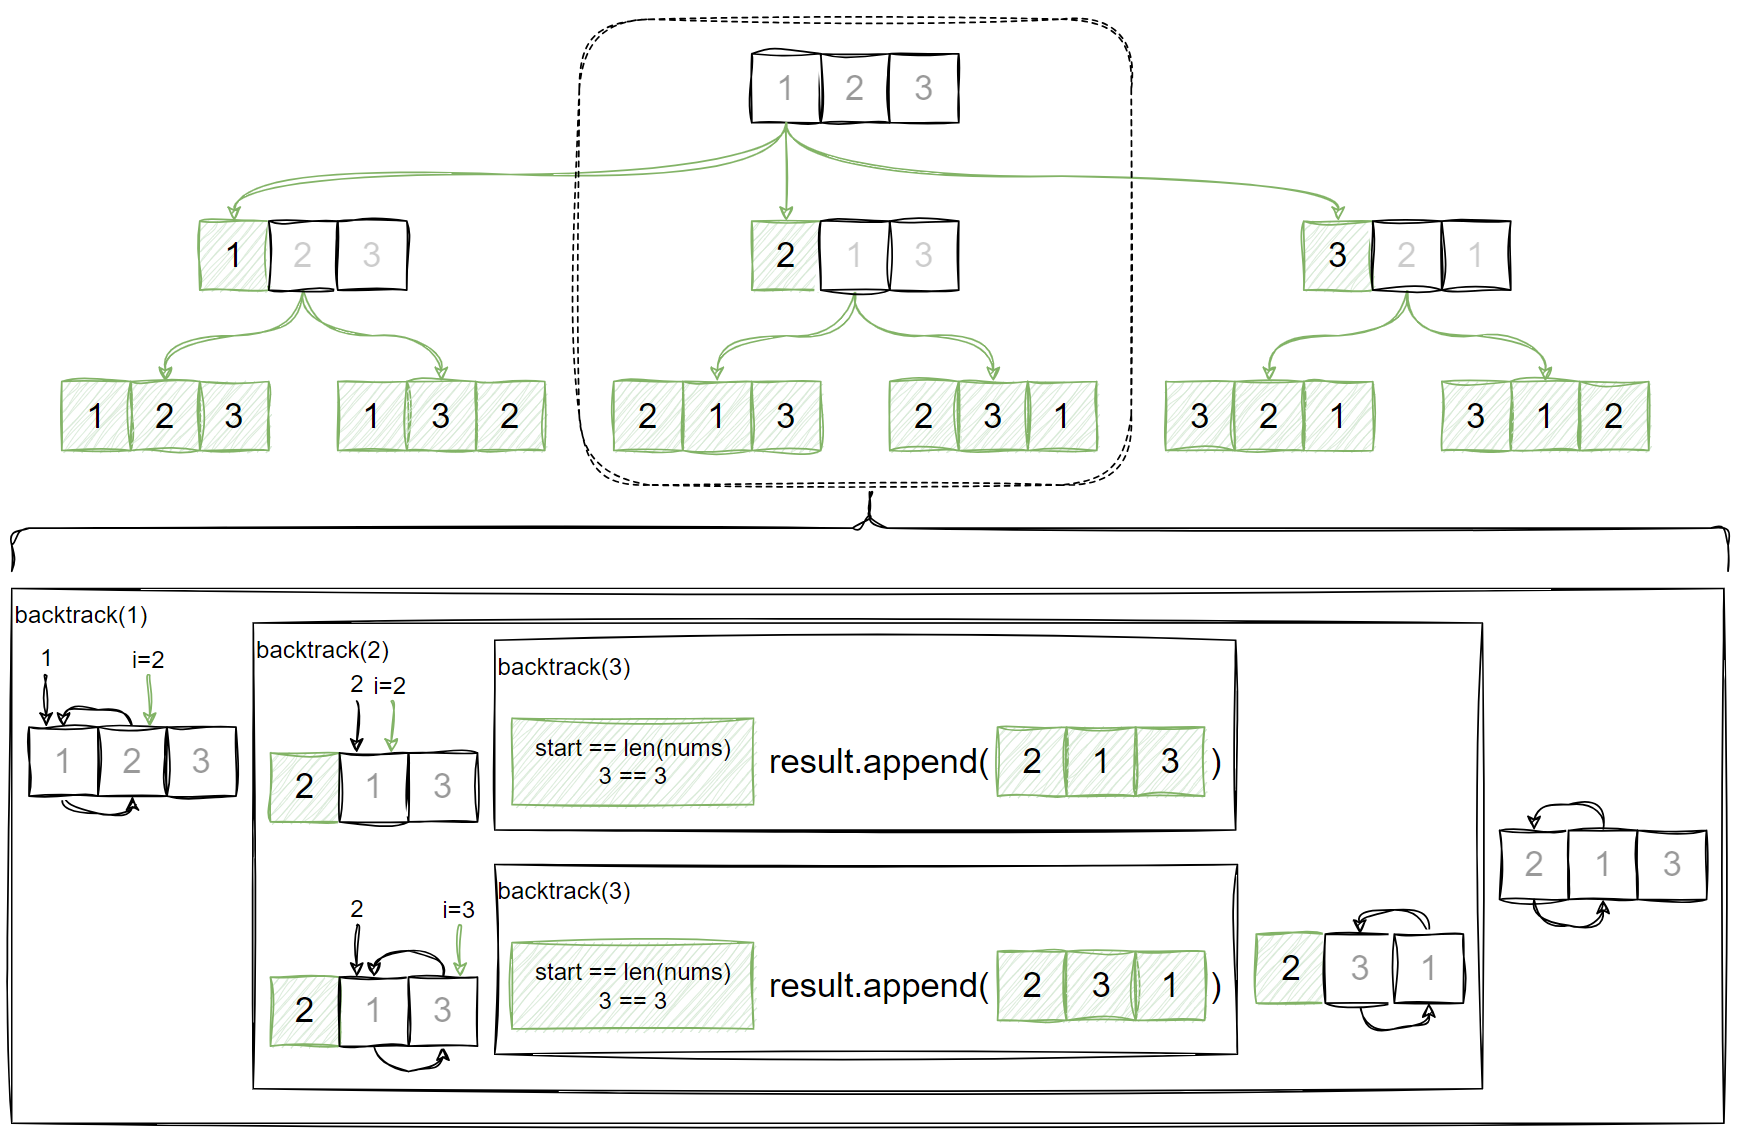 1 2 3
1 2 3
2 1 3
3 2 1
1 2 3
1 3 2
2 1 3
2 3 1
3 2 1
3 1 2
backtrack(1)
1 i=2
1 2 3
backtrack(2)
2 i=2
2 1 3
backtrack(3)
start == len(nums)
3 == 3
result.append( 2 1 3 )
2 i=3
2 1 3
backtrack(3)
start == len(nums)
3 == 3
result.append( 2 3 1 )
2 3 1
2 1 3